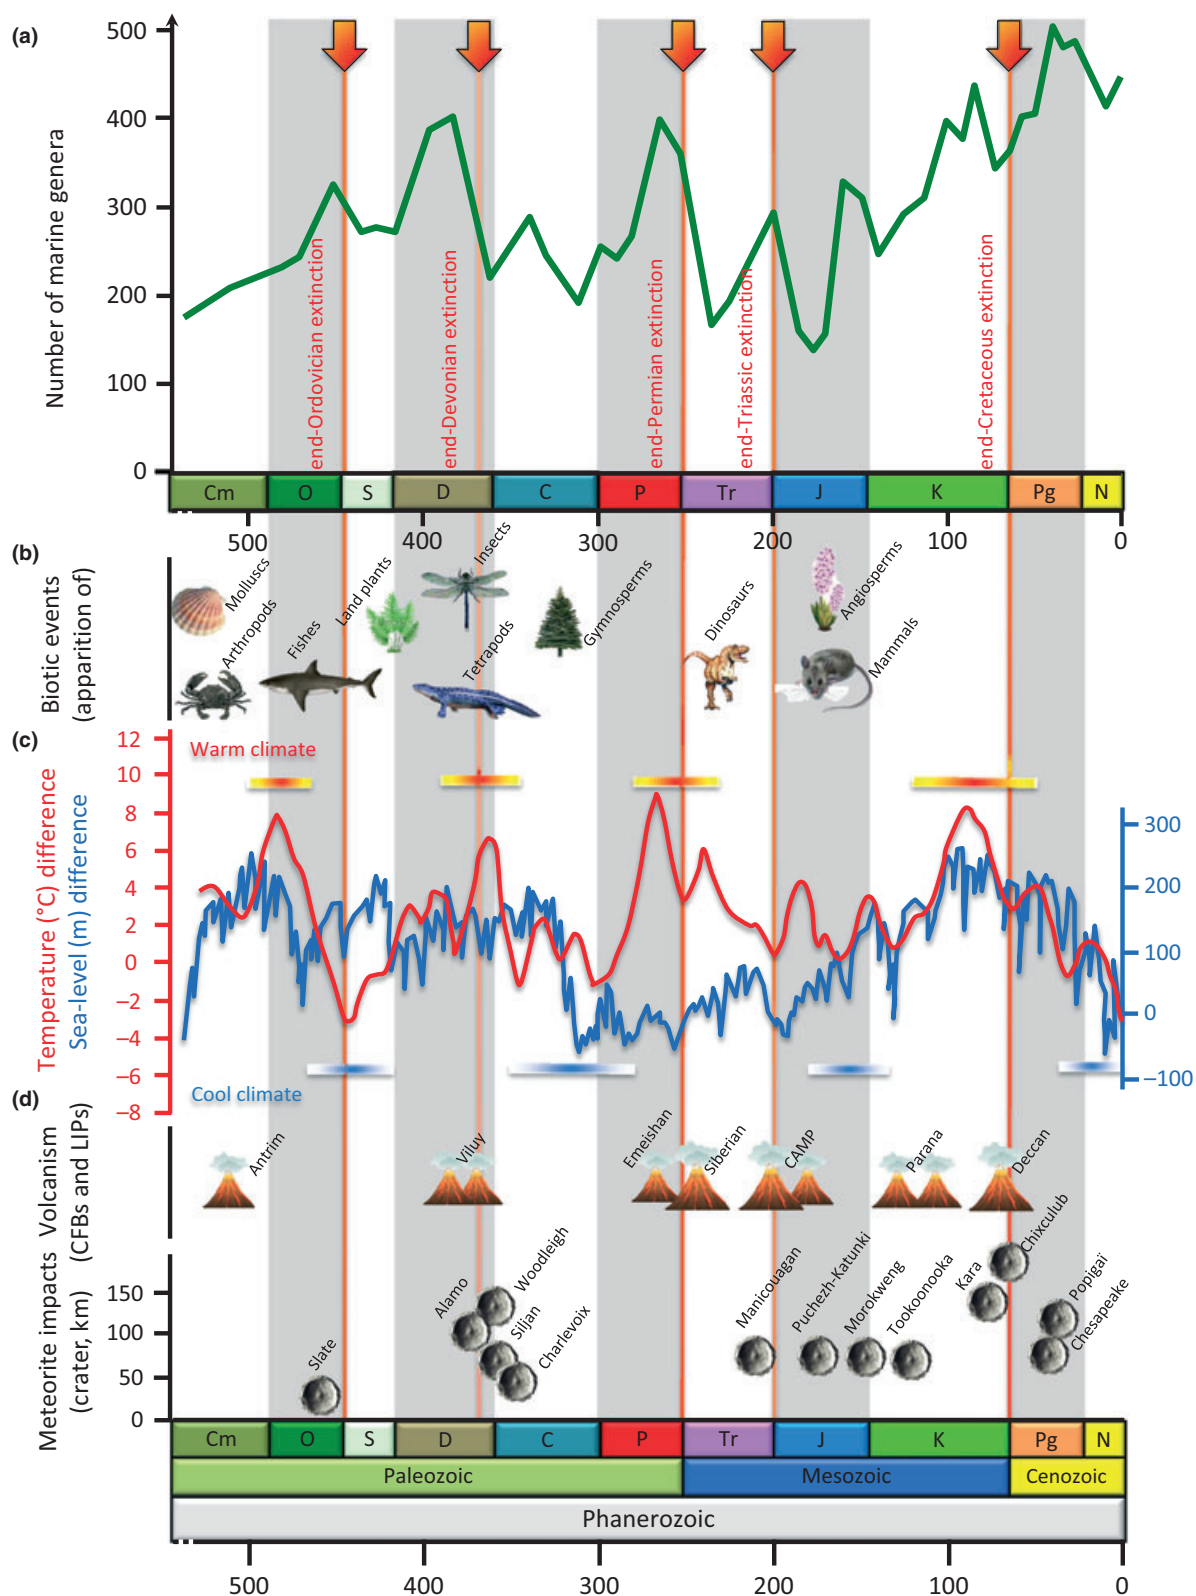 (a)
Number of marine genera
500
400
300
200
100
0
end-Ordovician extinction
end-Devonian extinction
end-Permian extinction
end-Triassic extinction
end-Cretaceous extinction
Cm O S D C P Tr J K Pg N
500 400 300 200 100 0
(b)
Biotic events
(apparition of)
Molluscs
Arthropods
Fishes
Land plants
Insects
Tetrapods
Gymnosperms
Dinosaurs
Angiosperms
Mammals
(c)
Temperature (°C) difference
Sea-level (m) difference
12
10
8
6
4
2
0
−2
−4
−6
−8
Warm climate
Cool climate
300
200
100
0
−100
(d)
Volcanism
(CFBs and LIPs)
Antrim
Viluy
Emeishan
Siberian
CAMP
Parana
Deccan
Meteorite impacts
(crater, km)
150
100
50
0
Slate
Alamo
Woodleigh
Siljan
Charlevoix
Manicouagan
Puchezh-Katunki
Morokweng
Tookoonooka
Kara
Chixculub
Popigaï
Chesapeake
Cm O S D C P Tr J K Pg N
Paleozoic Mesozoic Cenozoic
Phanerozoic
500 400 300 200 100 0